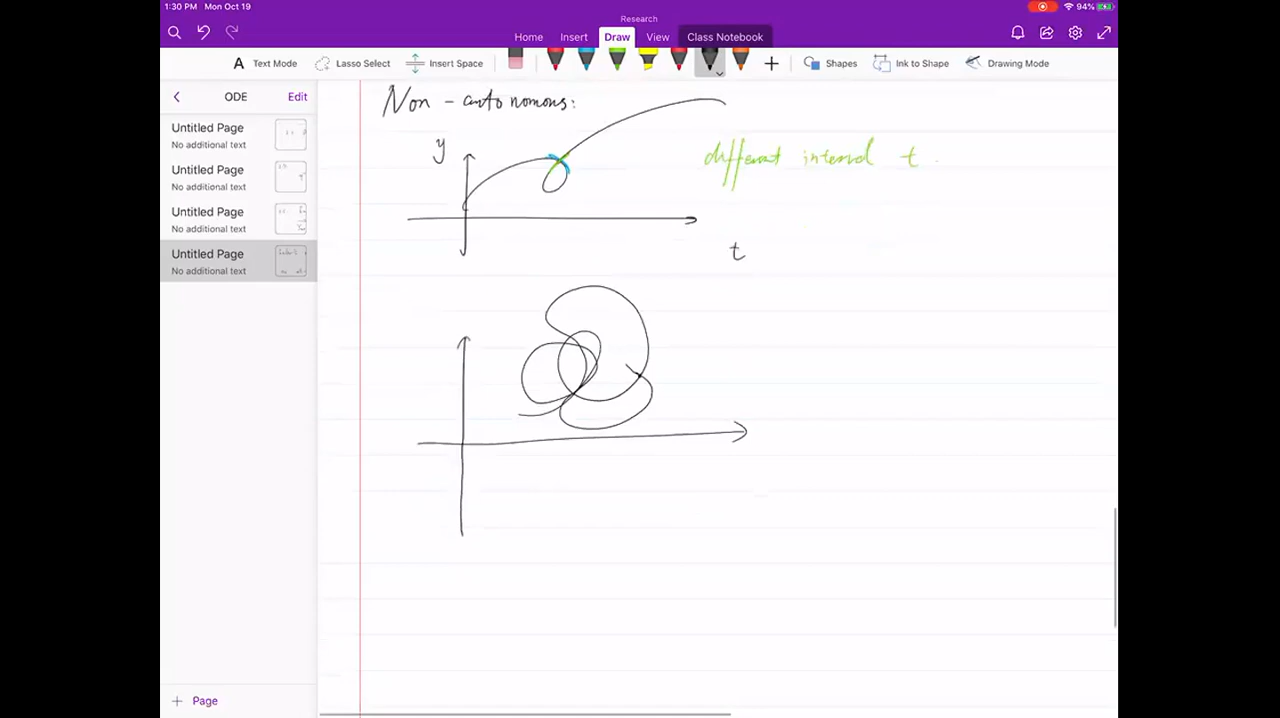 1:30 PM Mon Oct 19
94%
Research
Home Insert Draw View Class Notebook
Text Mode Lasso Select Insert Space Shapes Ink to Shape Drawing Mode
ODE Edit
Untitled Page
No additional text
Untitled Page
No additional text
Untitled Page
No additional text
Untitled Page
No additional text
Page
Non - autonomous:
y
different interval t
t